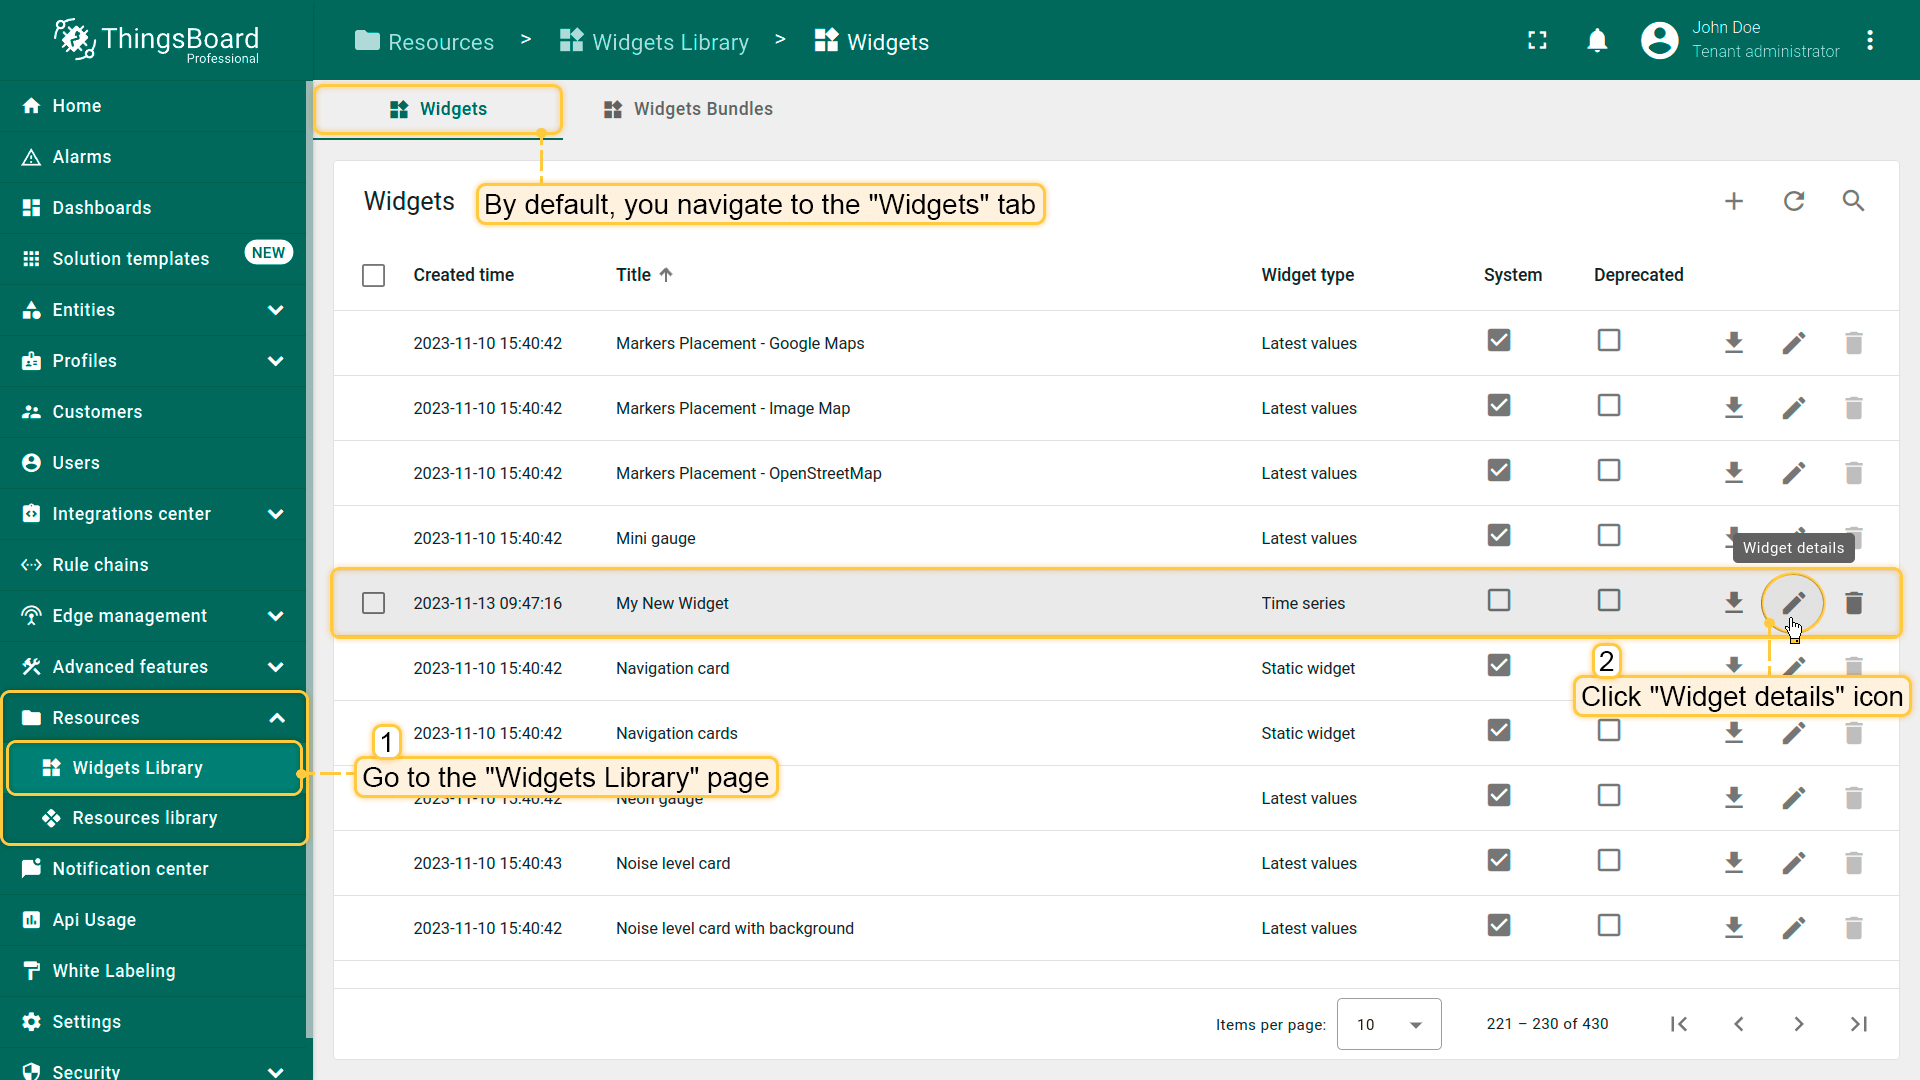 ThingsBoard
Professional
Resources > Widgets Library > Widgets
John Doe
Tenant administrator
Home
Alarms
Dashboards
Solution templates NEW
Entities
Profiles
Customers
Users
Integrations center
Rule chains
Edge management
Advanced features
Resources
Widgets Library
Resources library
Notification center
Api Usage
White Labeling
Settings
Security
Widgets Widgets Bundles
Widgets
By default, you navigate to the "Widgets" tab
Created time Title Widget type System Deprecated
2023-11-10 15:40:42 Markers Placement - Google Maps Latest values
2023-11-10 15:40:42 Markers Placement - Image Map Latest values
2023-11-10 15:40:42 Markers Placement - OpenStreetMap Latest values
2023-11-10 15:40:42 Mini gauge Latest values
Widget details
2023-11-13 09:47:16 My New Widget Time series
2023-11-10 15:40:42 Navigation card Static widget
2
Click "Widget details" icon
2023-11-10 15:40:42 Navigation cards Static widget
1
Go to the "Widgets Library" page
2023-11-10 15:40:42 Neon gauge Latest values
2023-11-10 15:40:43 Noise level card Latest values
2023-11-10 15:40:42 Noise level card with background Latest values
Items per page: 10 221 – 230 of 430